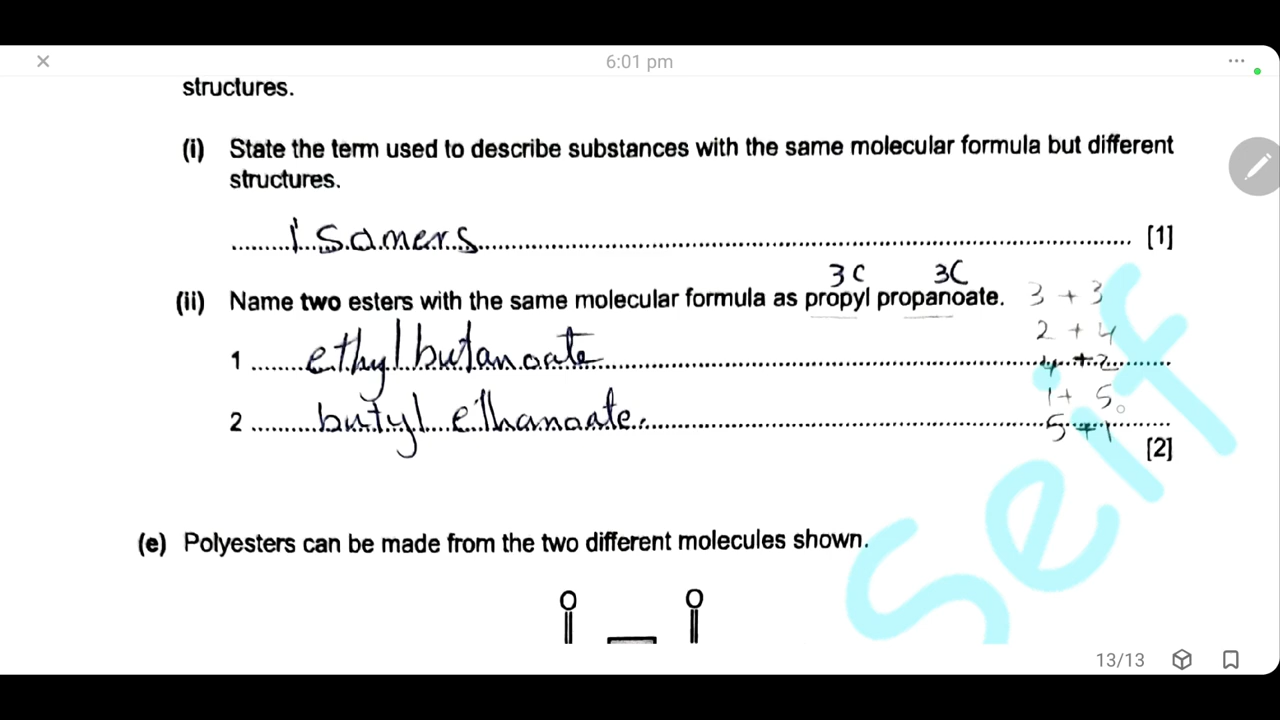 6:01 pm
structures.
(i) State the term used to describe substances with the same molecular formula but different
structures.
isomers [1]
3C 3C
(ii) Name two esters with the same molecular formula as propyl propanoate. 3 + 3
2 + 4
1 ethyl butanoate 4 + 2
1 + 5
2 butyl ethanoate. 5 + 1
[2]
(e) Polyesters can be made from the two different molecules shown.
O O
Seif
13/13